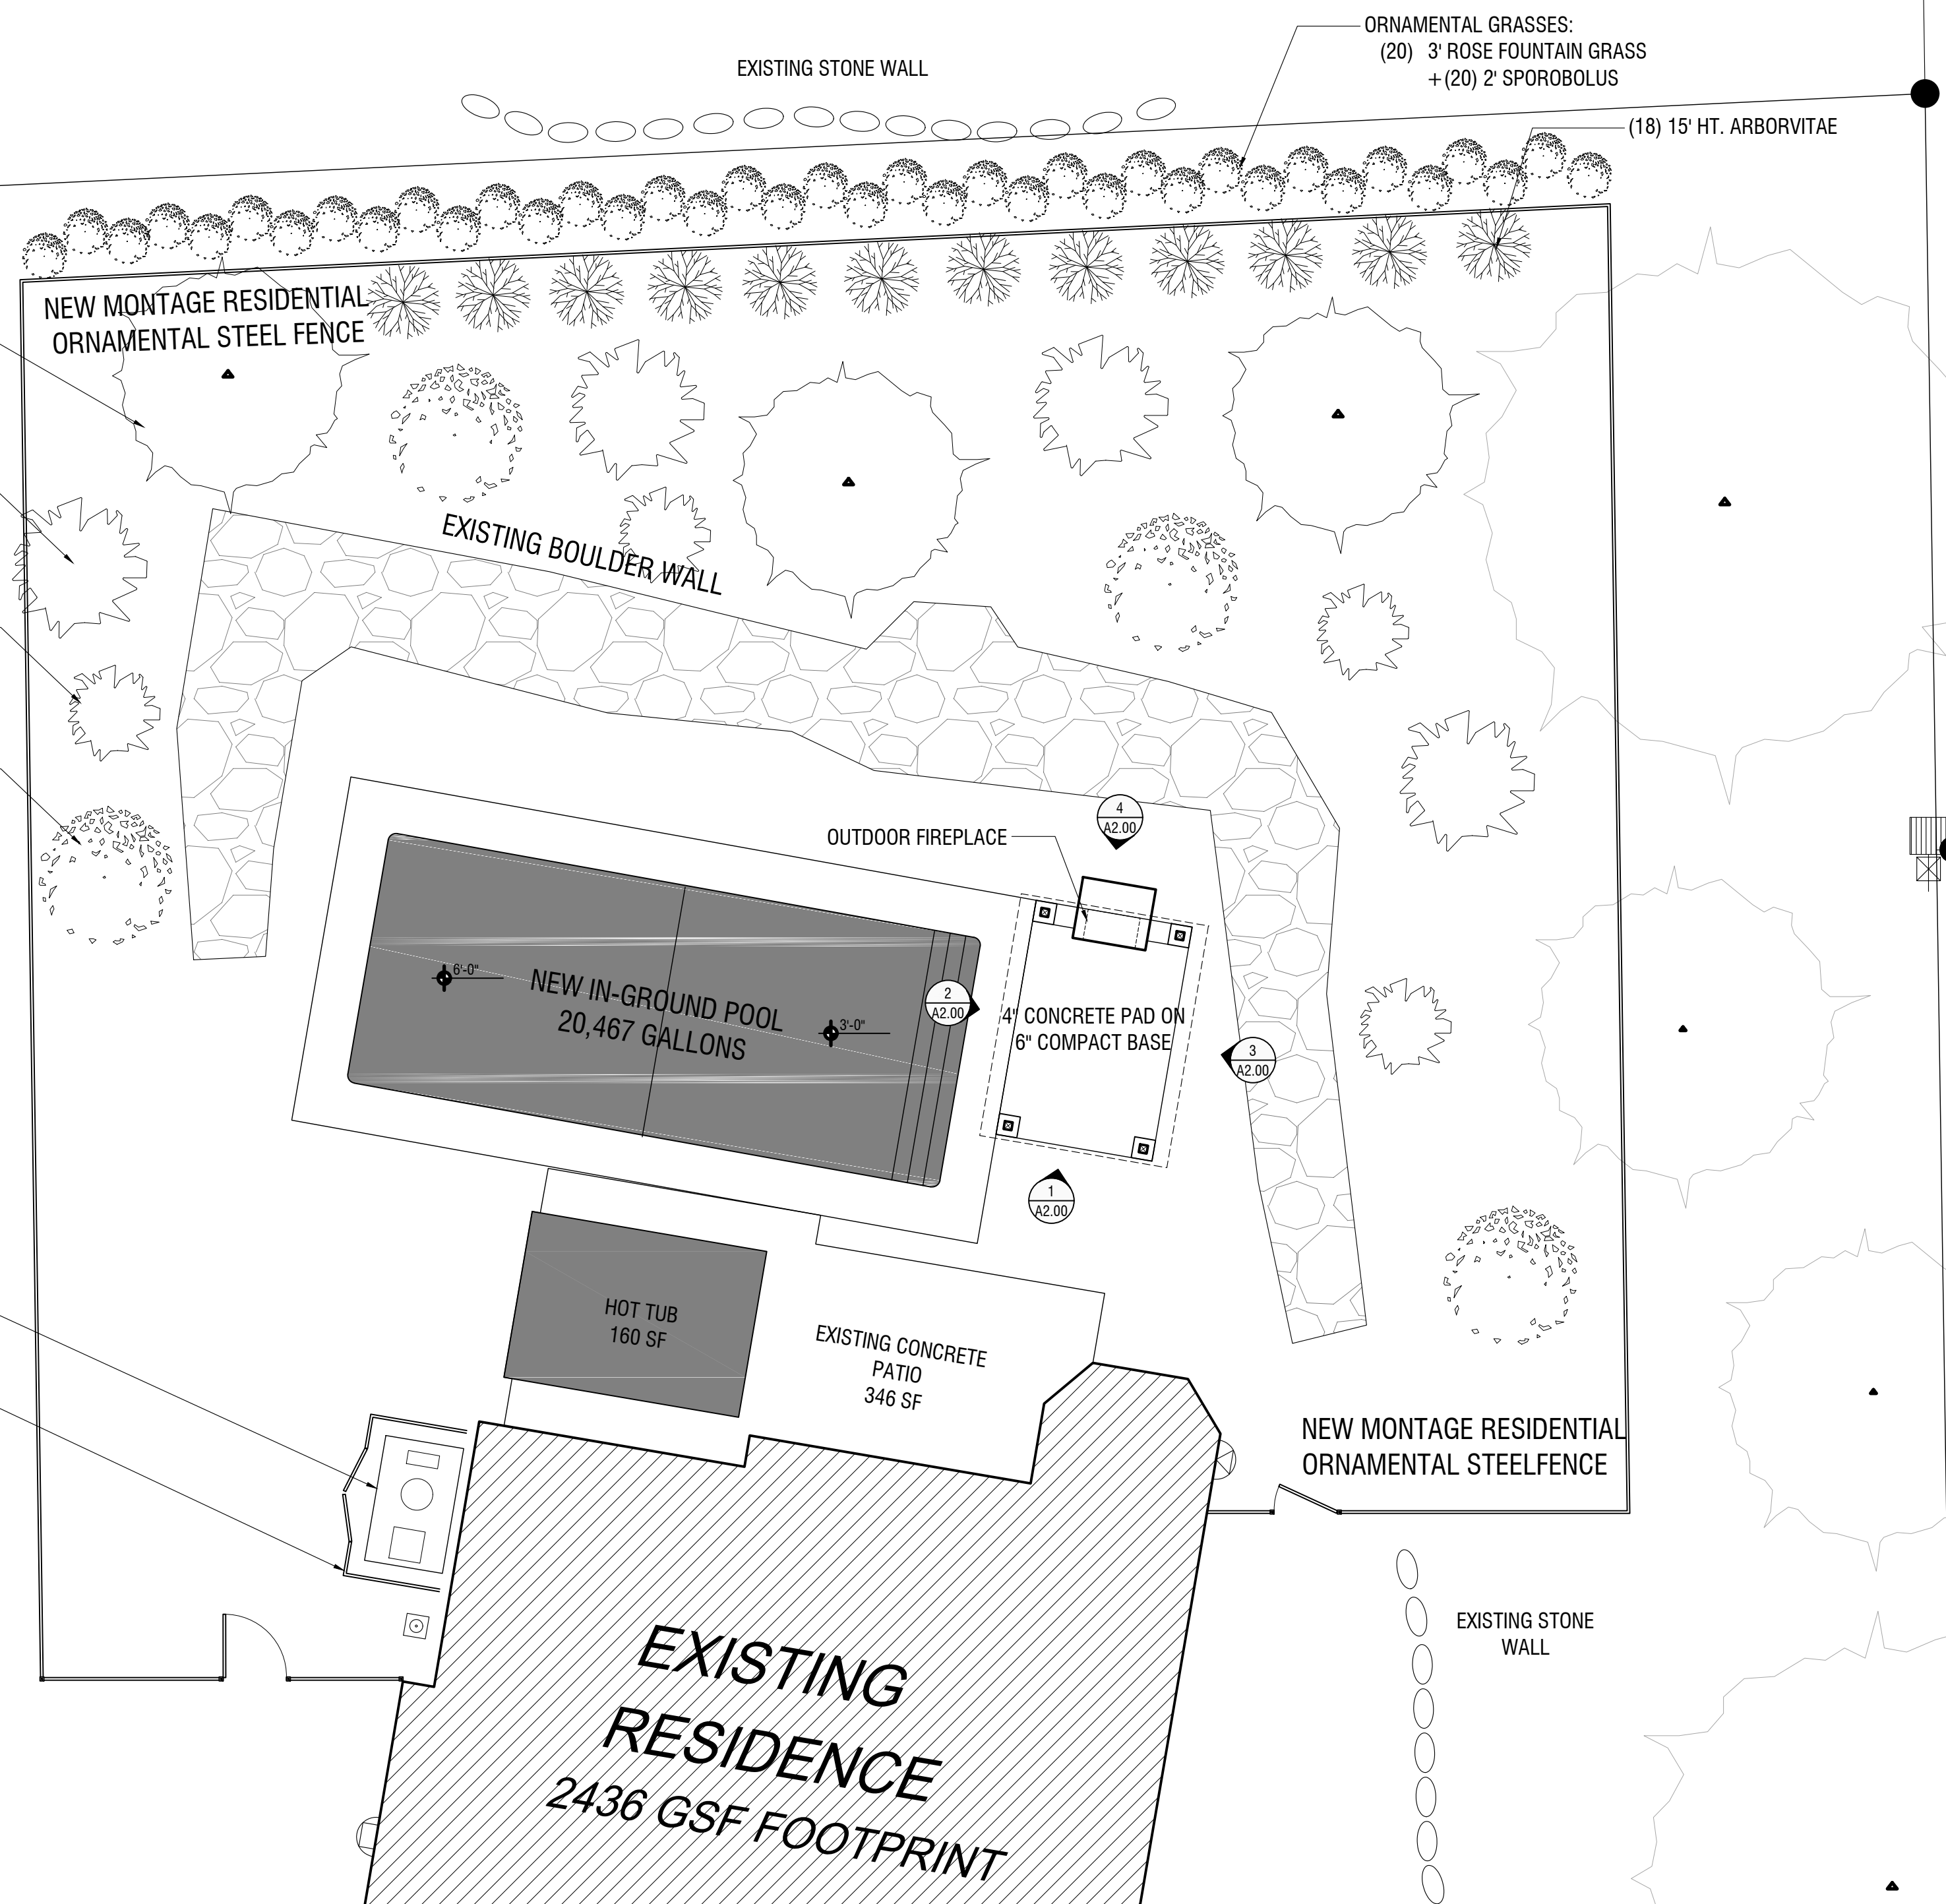 ORNAMENTAL GRASSES:
(20) 3' ROSE FOUNTAIN GRASS
+(20) 2' SPOROBOLUS
EXISTING STONE WALL
(18) 15' HT. ARBORVITAE
NEW MONTAGE RESIDENTIAL
ORNAMENTAL STEEL FENCE
EXISTING BOULDER WALL
4
A2.00
OUTDOOR FIREPLACE
6'-0"
NEW IN-GROUND POOL
20,467 GALLONS
3'-0"
2
A2.00
4" CONCRETE PAD ON
6" COMPACT BASE
3
A2.00
1
A2.00
HOT TUB
160 SF
EXISTING CONCRETE
PATIO
346 SF
NEW MONTAGE RESIDENTIAL
ORNAMENTAL STEELFENCE
EXISTING STONE
WALL
EXISTING
RESIDENCE
2436 GSF FOOTPRINT